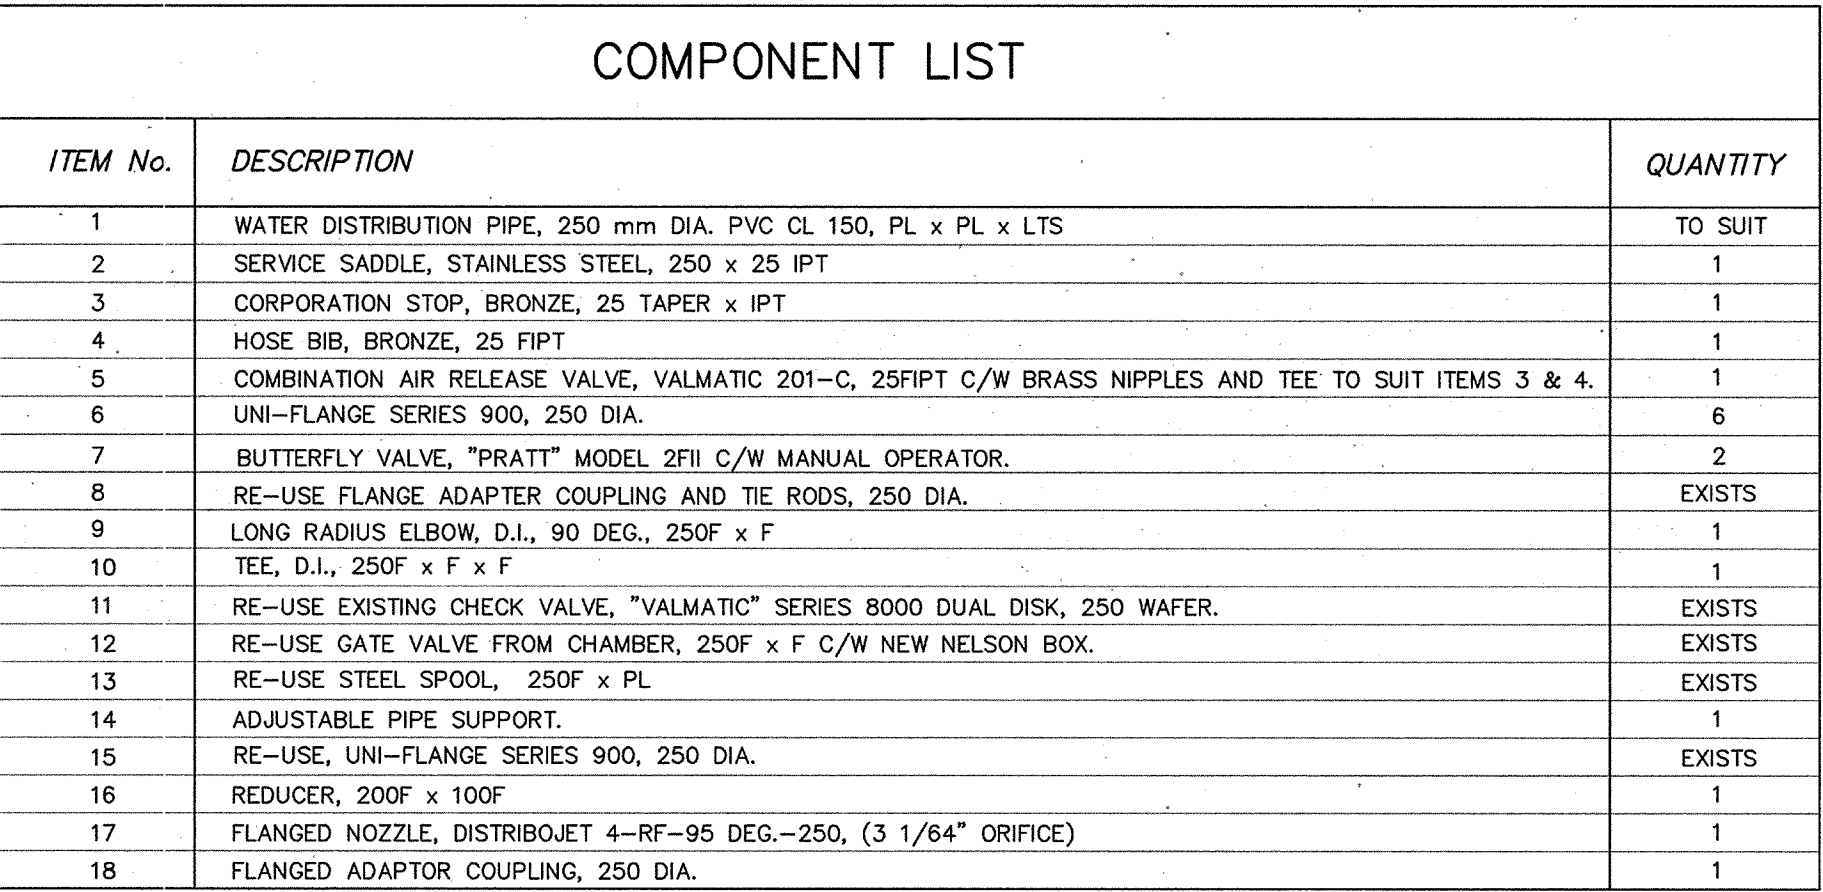 COMPONENT LIST
ITEM No. DESCRIPTION QUANTITY
1 WATER DISTRIBUTION PIPE, 250 mm DIA. PVC CL 150, PL x PL x LTS TO SUIT
2 SERVICE SADDLE, STAINLESS STEEL, 250 x 25 IPT 1
3 CORPORATION STOP, BRONZE, 25 TAPER x IPT 1
4 HOSE BIB, BRONZE, 25 FIPT 1
5 COMBINATION AIR RELEASE VALVE, VALMATIC 201-C, 25FIPT C/W BRASS NIPPLES AND TEE TO SUIT ITEMS 3 & 4. 1
6 UNI-FLANGE SERIES 900, 250 DIA. 6
7 BUTTERFLY VALVE, "PRATT" MODEL 2FII C/W MANUAL OPERATOR. 2
8 RE-USE FLANGE ADAPTER COUPLING AND TIE RODS, 250 DIA. EXISTS
9 LONG RADIUS ELBOW, D.I., 90 DEG., 250F x F 1
10 TEE, D.I., 250F x F x F 1
11 RE-USE EXISTING CHECK VALVE, "VALMATIC" SERIES 8000 DUAL DISK, 250 WAFER. EXISTS
12 RE-USE GATE VALVE FROM CHAMBER, 250F x F C/W NEW NELSON BOX. EXISTS
13 RE-USE STEEL SPOOL, 250F x PL EXISTS
14 ADJUSTABLE PIPE SUPPORT. 1
15 RE-USE, UNI-FLANGE SERIES 900, 250 DIA. EXISTS
16 REDUCER, 200F x 100F 1
17 FLANGED NOZZLE, DISTRIBOJET 4-RF-95 DEG.-250, (3 1/64" ORIFICE) 1
18 FLANGED ADAPTOR COUPLING, 250 DIA. 1